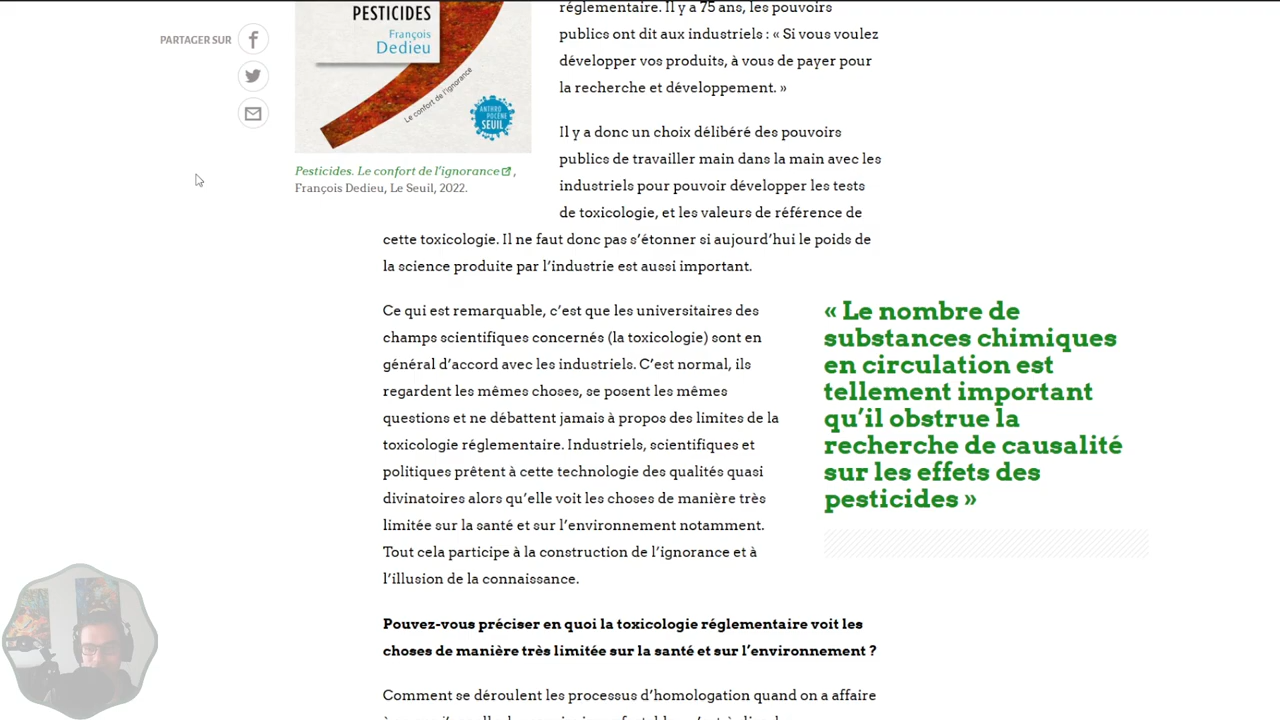 PARTAGER SUR
PESTICIDES
François
Dedieu
Le confort de l'ignorance
ANTHRO
POCÈNE
SEUIL
Pesticides. Le confort de l'ignorance ,
François Dedieu, Le Seuil, 2022.
réglementaire. Il y a 75 ans, les pouvoirs
publics ont dit aux industriels : « Si vous voulez
développer vos produits, à vous de payer pour
la recherche et développement. »
Il y a donc un choix délibéré des pouvoirs
publics de travailler main dans la main avec les
industriels pour pouvoir développer les tests
de toxicologie, et les valeurs de référence de
cette toxicologie. Il ne faut donc pas s'étonner si aujourd'hui le poids de
la science produite par l'industrie est aussi important.
Ce qui est remarquable, c'est que les universitaires des
champs scientifiques concernés (la toxicologie) sont en
général d'accord avec les industriels. C'est normal, ils
regardent les mêmes choses, se posent les mêmes
questions et ne débattent jamais à propos des limites de la
toxicologie réglementaire. Industriels, scientifiques et
politiques prêtent à cette technologie des qualités quasi
divinatoires alors qu'elle voit les choses de manière très
limitée sur la santé et sur l'environnement notamment.
Tout cela participe à la construction de l'ignorance et à
l'illusion de la connaissance.
« Le nombre de
substances chimiques
en circulation est
tellement important
qu'il obstrue la
recherche de causalité
sur les effets des
pesticides »
Pouvez-vous préciser en quoi la toxicologie réglementaire voit les
choses de manière très limitée sur la santé et sur l'environnement ?
Comment se déroulent les processus d'homologation quand on a affaire